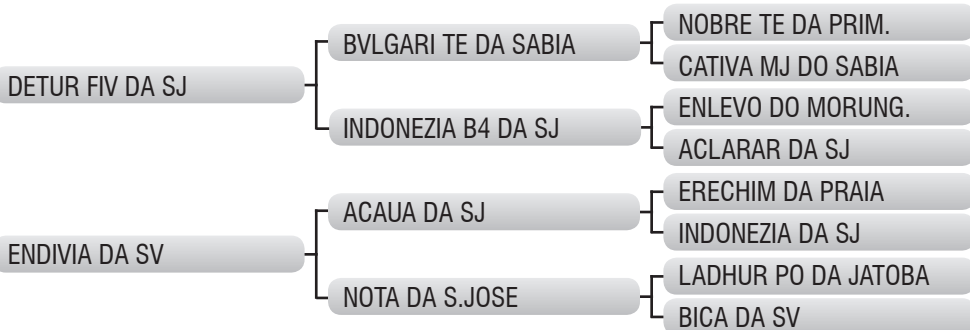 DETUR FIV DA SJ
BVLGARI TE DA SABIA
NOBRE TE DA PRIM.
CATIVA MJ DO SABIA
INDONEZIA B4 DA SJ
ENLEVO DO MORUNG.
ACLARAR DA SJ
ENDIVIA DA SV
ACAUA DA SJ
ERECHIM DA PRAIA
INDONEZIA DA SJ
NOTA DA S.JOSE
LADHUR PO DA JATOBA
BICA DA SV